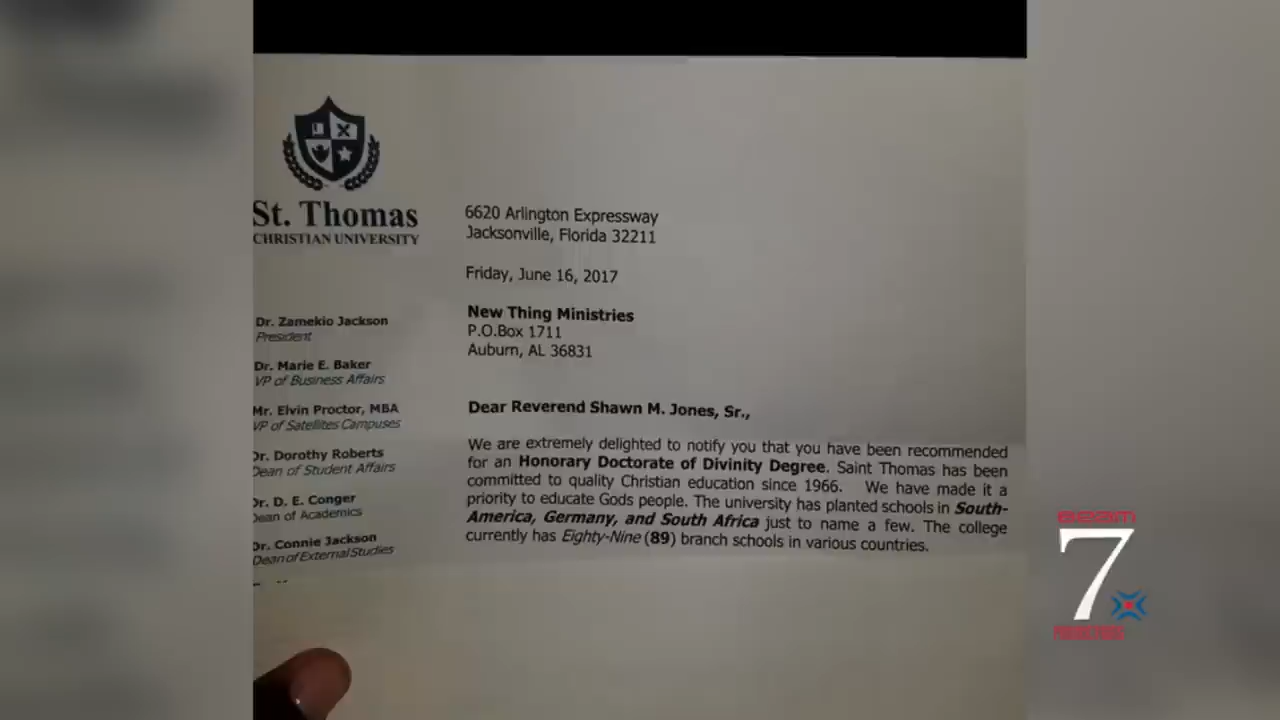 St. Thomas
CHRISTIAN UNIVERSITY
6620 Arlington Expressway
Jacksonville, Florida 32211
Friday, June 16, 2017
New Thing Ministries
P.O.Box 1711
Auburn, AL 36831
Dr. Zamekio Jackson
President
Dr. Marie E. Baker
VP of Business Affairs
Mr. Elvin Proctor, MBA
VP of Satellites Campuses
Dr. Dorothy Roberts
Dean of Student Affairs
Dr. D. E. Conger
Dean of Academics
Dr. Connie Jackson
Dean of External Studies
Dear Reverend Shawn M. Jones, Sr.,
We are extremely delighted to notify you that you have been recommended
for an Honorary Doctorate of Divinity Degree. Saint Thomas has been
committed to quality Christian education since 1966. We have made it a
priority to educate Gods people. The university has planted schools in South-
America, Germany, and South Africa just to name a few. The college
currently has Eighty-Nine (89) branch schools in various countries.
7